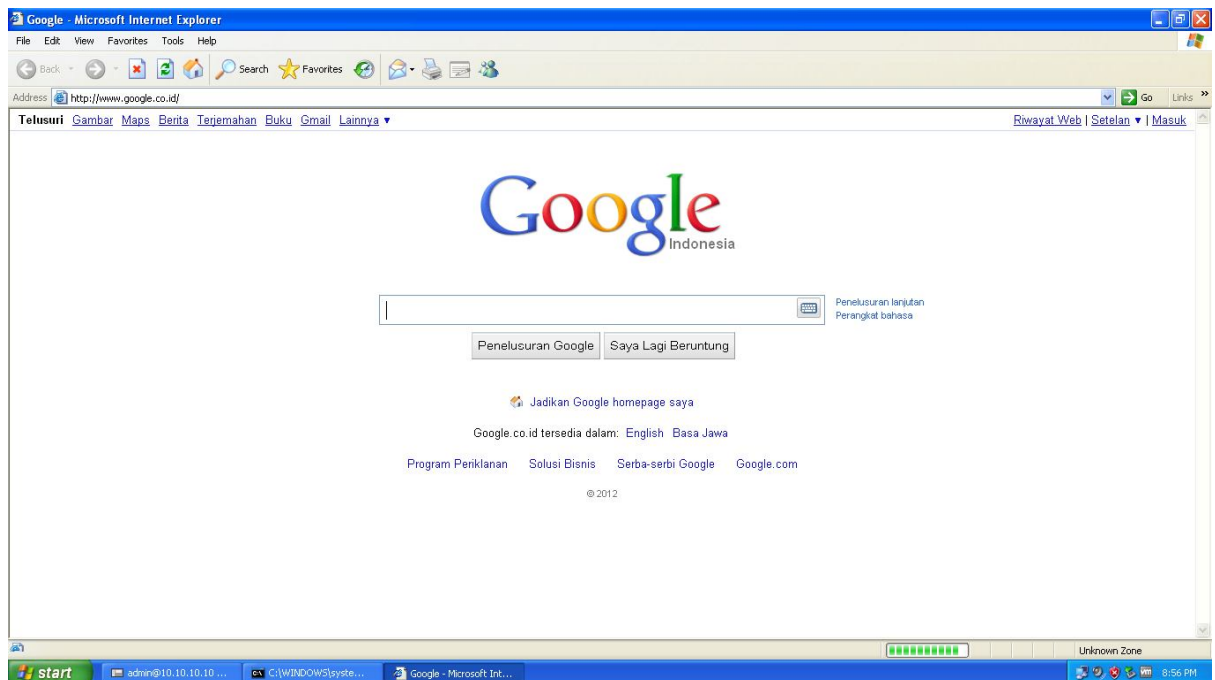 Google - Microsoft Internet Explorer
File Edit View Favorites Tools Help
Back Search Favorites
Address http://www.google.co.id/ Go Links »
Telusuri Gambar Maps Berita Terjemahan Buku Gmail Lainnya ▼ Riwayat Web | Setelan ▼ | Masuk
Google
Indonesia
Penelusuran lanjutan
Perangkat bahasa
Penelusuran Google Saya Lagi Beruntung
Jadikan Google homepage saya
Google.co.id tersedia dalam: English Basa Jawa
Program Periklanan Solusi Bisnis Serba-serbi Google Google.com
© 2012
Unknown Zone
start admin@10.10.10.10 ... C:\WINDOWS\syste... Google - Microsoft Int... 8:56 PM